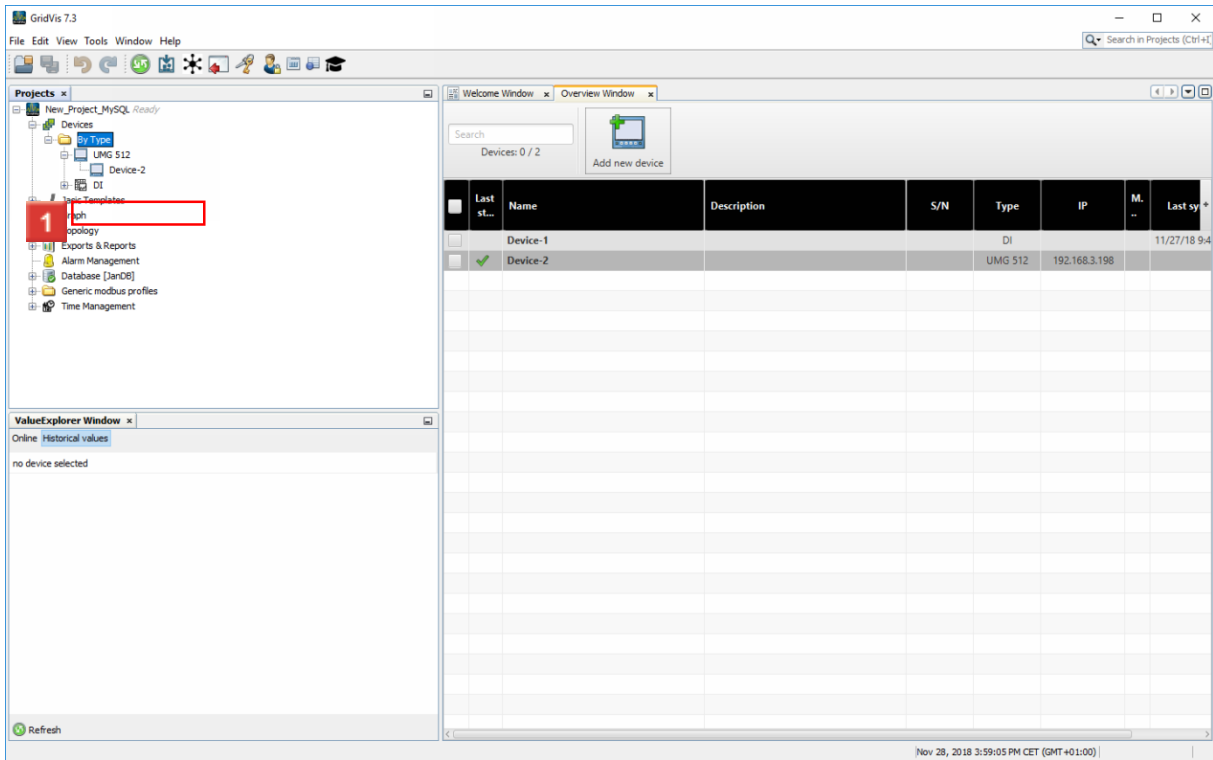 GridVis 7.3
File Edit View Tools Window Help
Search in Projects (Ctrl+I
Projects
New_Project_MySQL Ready
Devices
By Type
UMG 512
Device-2
DI
Jasic Templates
raph
opology
Exports & Reports
Alarm Management
Database [JanDB]
Generic modbus profiles
Time Management
1
ValueExplorer Window
Online Historical values
no device selected
Refresh
Welcome Window Overview Window
Search
Devices: 0 / 2
Add new device
Last st... Name Description S/N Type IP M. .. Last sy
Device-1 DI 11/27/18 9:4
Device-2 UMG 512 192.168.3.198
Nov 28, 2018 3:59:05 PM CET (GMT+01:00)